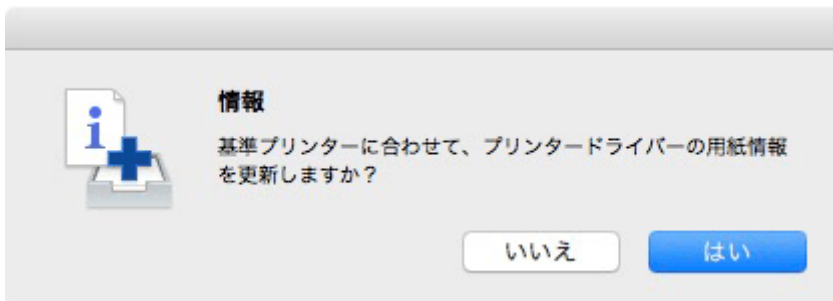 i
情報
基準プリンターに合わせて、プリンタードライバーの用紙情報
を更新しますか？
いいえ
はい